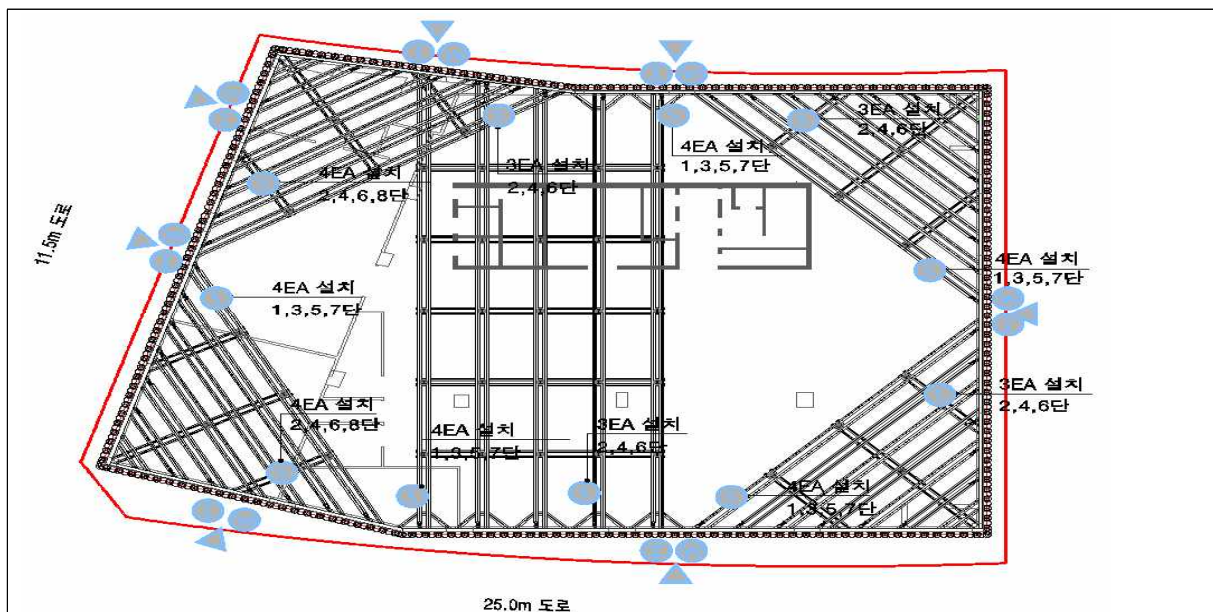 3EA 설치
2,4,6단
4EA 설치
1,3,5,7단
3EA 설치
2,4,6단
4EA 설치
2,4,6,8단
11.5m 도로
4EA 설치
1,3,5,7단
4EA 설치
1,3,5,7단
3EA 설치
2,4,6단
4EA 설치
2,4,6,8단
4EA 설치
1,3,5,7단
3EA 설치
2,4,6단
4EA 설치
1,3,5,7단
25.0m 도로